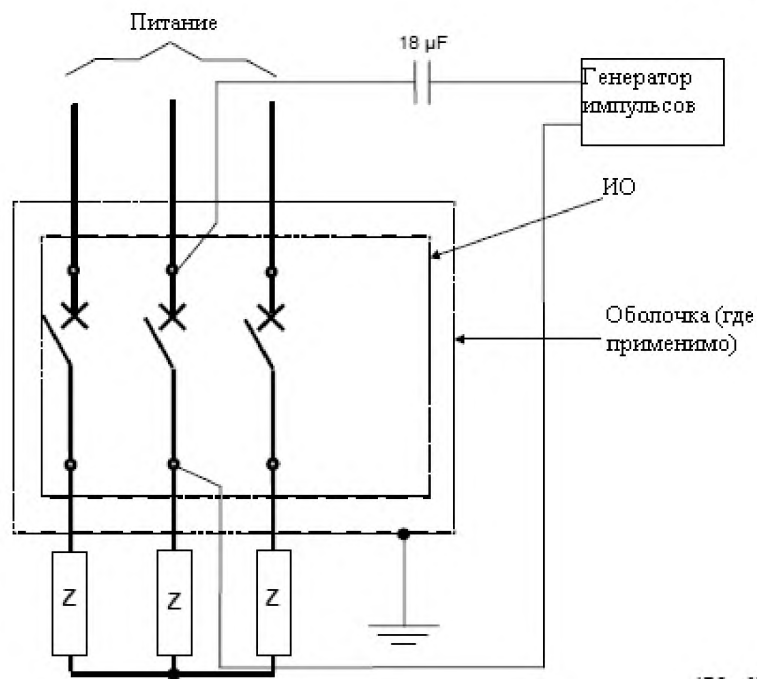 Питание
18 μF
Генератор
импульсов
ИО
Оболочка (где
применимо)
Z
Z
Z